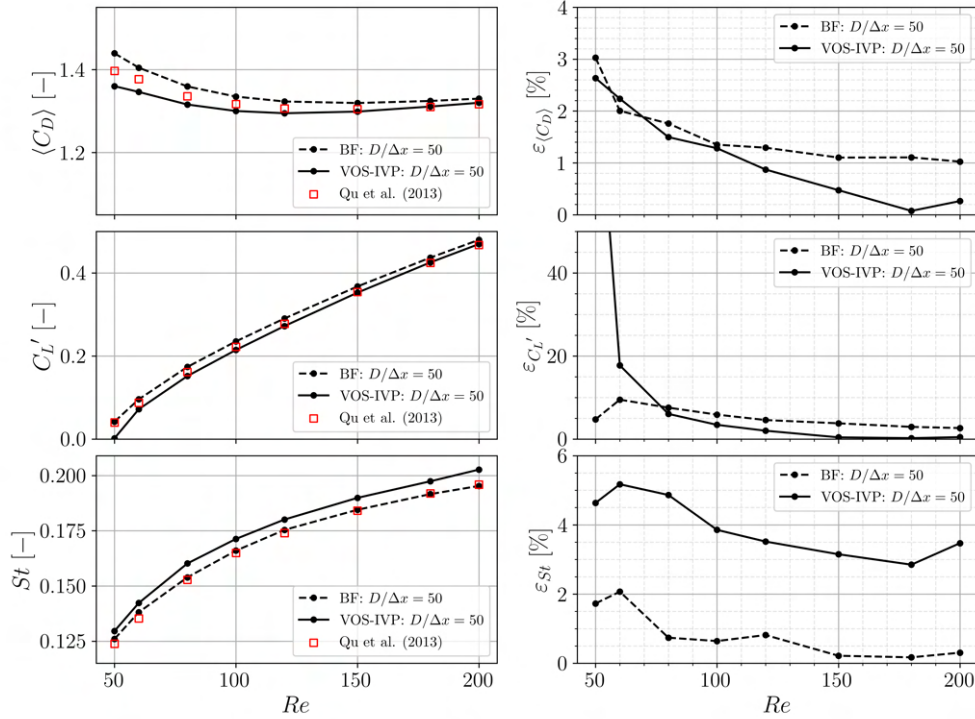 ⟨C_D⟩ [−]
1.4
1.2
BF: D/Δx = 50
VOS-IVP: D/Δx = 50
Qu et al. (2013)
ε_⟨C_D⟩ [%]
4
3
2
1
0
BF: D/Δx = 50
VOS-IVP: D/Δx = 50
C_L′ [−]
0.4
0.2
0.0
BF: D/Δx = 50
VOS-IVP: D/Δx = 50
Qu et al. (2013)
ε_C_L′ [%]
40
20
10
0
BF: D/Δx = 50
VOS-IVP: D/Δx = 50
St [−]
0.200
0.175
0.150
0.125
BF: D/Δx = 50
VOS-IVP: D/Δx = 50
Qu et al. (2013)
50 100 150 200
Re
ε_St [%]
6
4
2
0
BF: D/Δx = 50
VOS-IVP: D/Δx = 50
50 100 150 200
Re